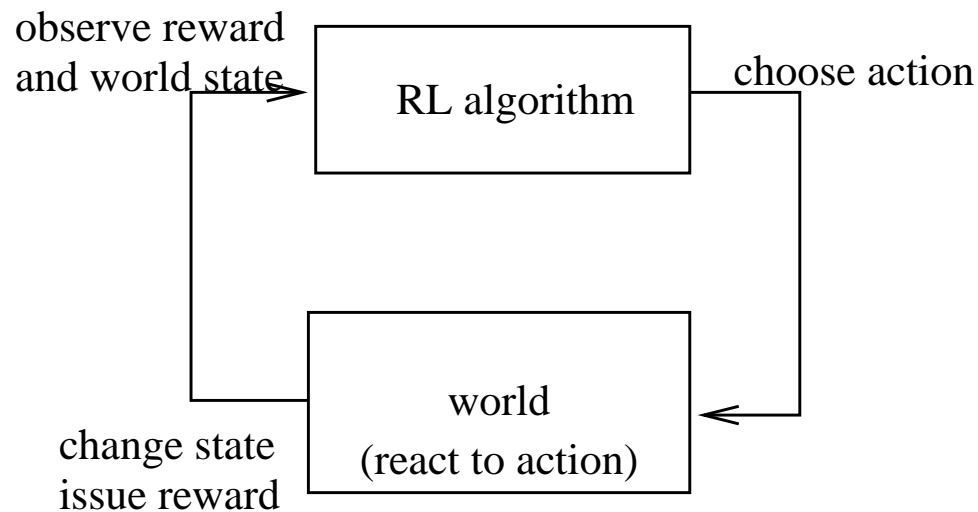 observe reward
and world state
RL algorithm
choose action
world
(react to action)
change state
issue reward